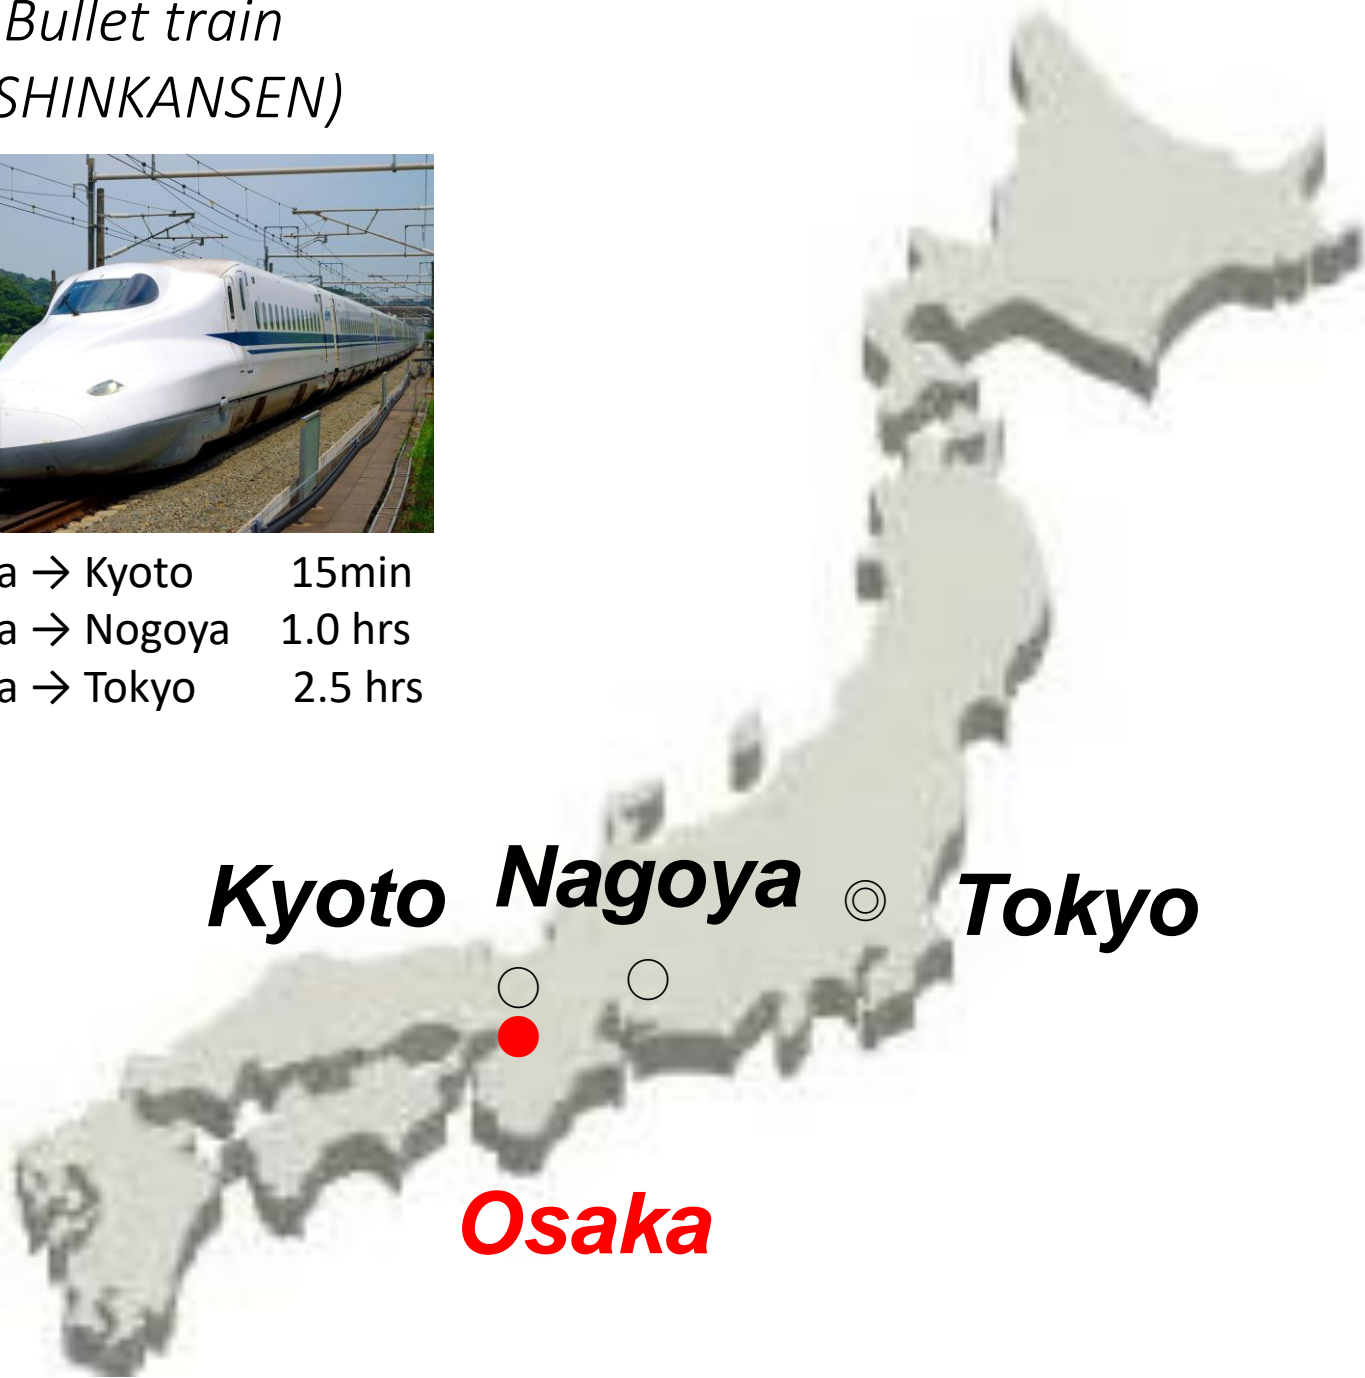 Bullet train
SHINKANSEN)
a → Kyoto 15min
a → Nogoya 1.0 hrs
a → Tokyo 2.5 hrs
Kyoto
Nagoya
Tokyo
Osaka